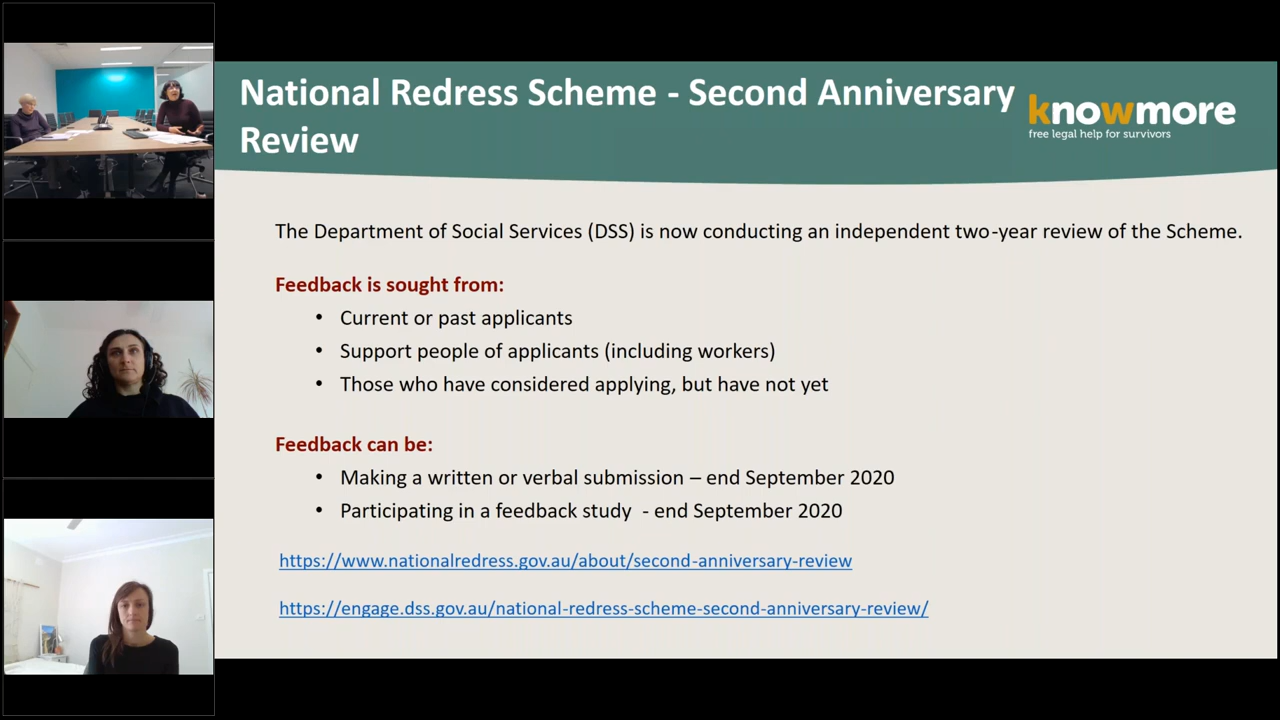 National Redress Scheme - Second Anniversary
Review
knowmore
free legal help for survivors
The Department of Social Services (DSS) is now conducting an independent two-year review of the Scheme.
Feedback is sought from:
• Current or past applicants
• Support people of applicants (including workers)
• Those who have considered applying, but have not yet
Feedback can be:
• Making a written or verbal submission – end September 2020
• Participating in a feedback study - end September 2020
https://www.nationalredress.gov.au/about/second-anniversary-review
https://engage.dss.gov.au/national-redress-scheme-second-anniversary-review/